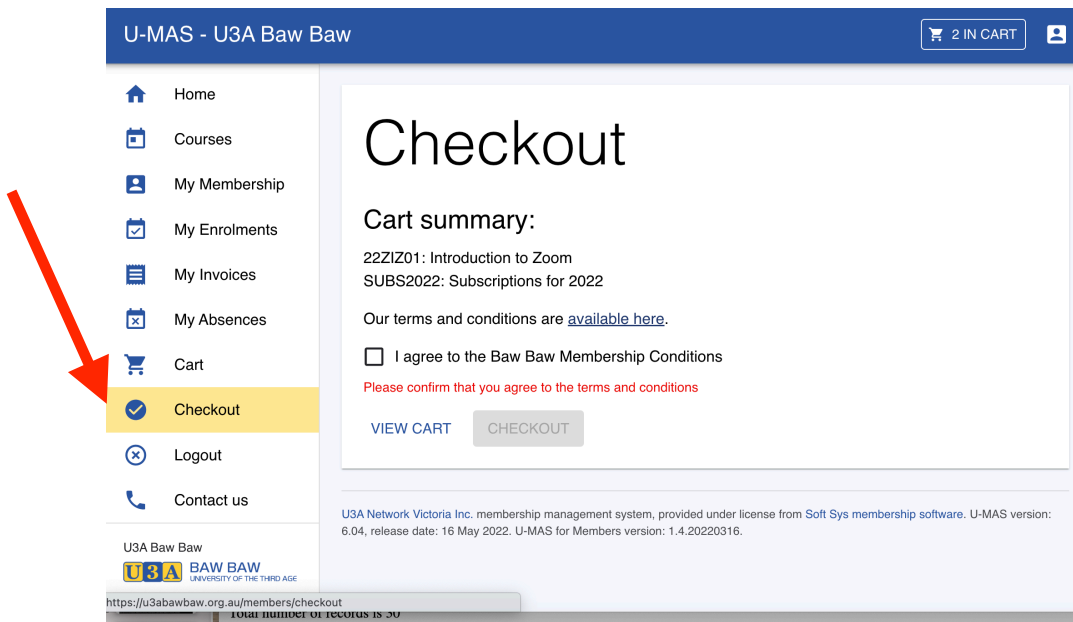 U-MAS - U3A Baw Baw
2 IN CART
Home
Courses
My Membership
My Enrolments
My Invoices
My Absences
Cart
Checkout
Logout
Contact us
U3A Baw Baw
U3A BAW BAW
UNIVERSITY OF THE THIRD AGE
Checkout
Cart summary:
22ZIZ01: Introduction to Zoom
SUBS2022: Subscriptions for 2022
Our terms and conditions are available here.
I agree to the Baw Baw Membership Conditions
Please confirm that you agree to the terms and conditions
VIEW CART CHECKOUT
U3A Network Victoria Inc. membership management system, provided under license from Soft Sys membership software. U-MAS version:
6.04, release date: 16 May 2022. U-MAS for Members version: 1.4.20220316.
https://u3abawbaw.org.au/members/checkout
Total number of records is 30